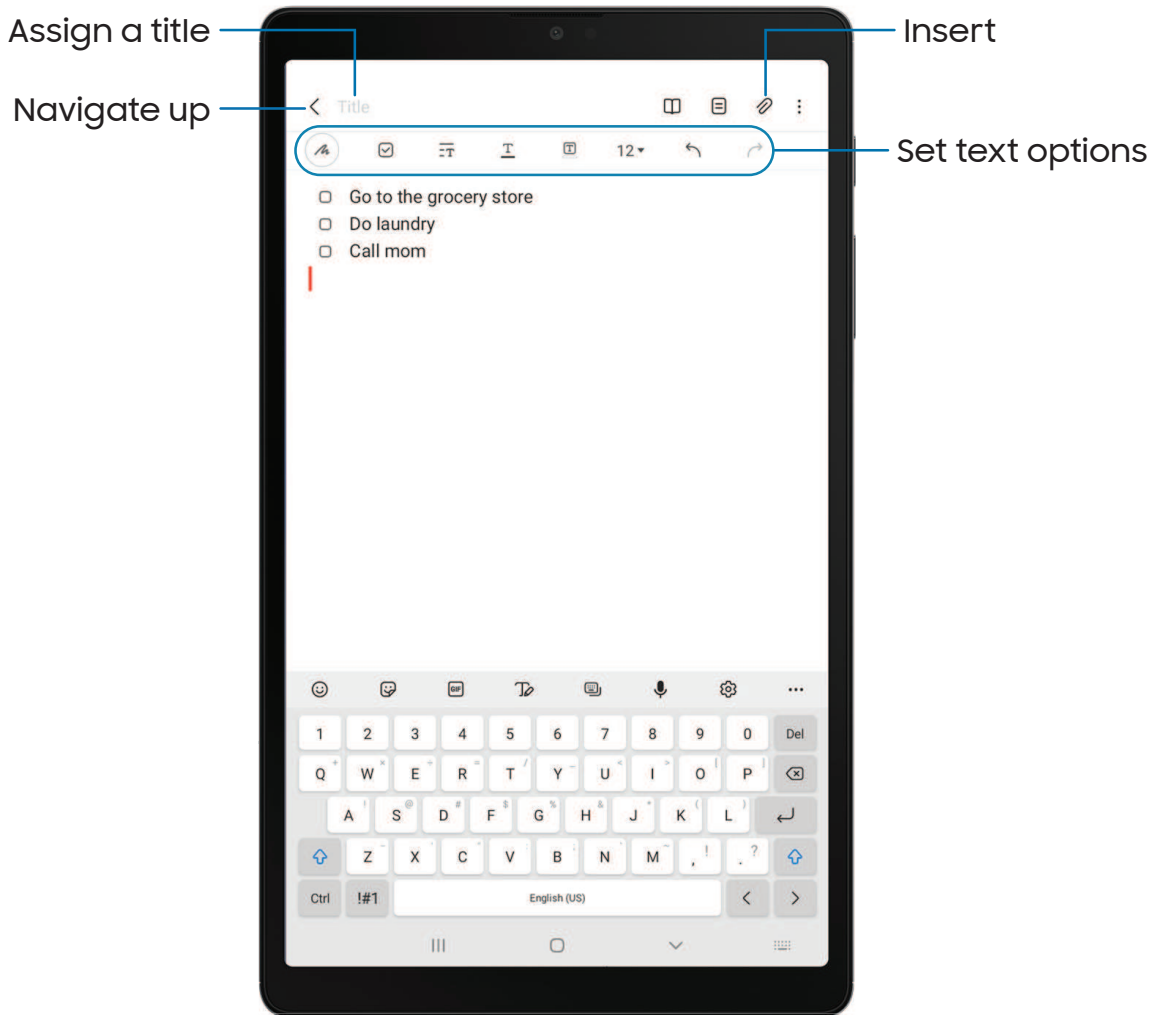 Assign a title
Insert
Navigate up
Title
Set text options
12
Go to the grocery store
Do laundry
Call mom
GIF
1 2 3 4 5 6 7 8 9 0 Del
Q W E R T Y U I O P
A S D F G H J K L
Z X C V B N M , ! . ?
Ctrl !#1 English (US) < >